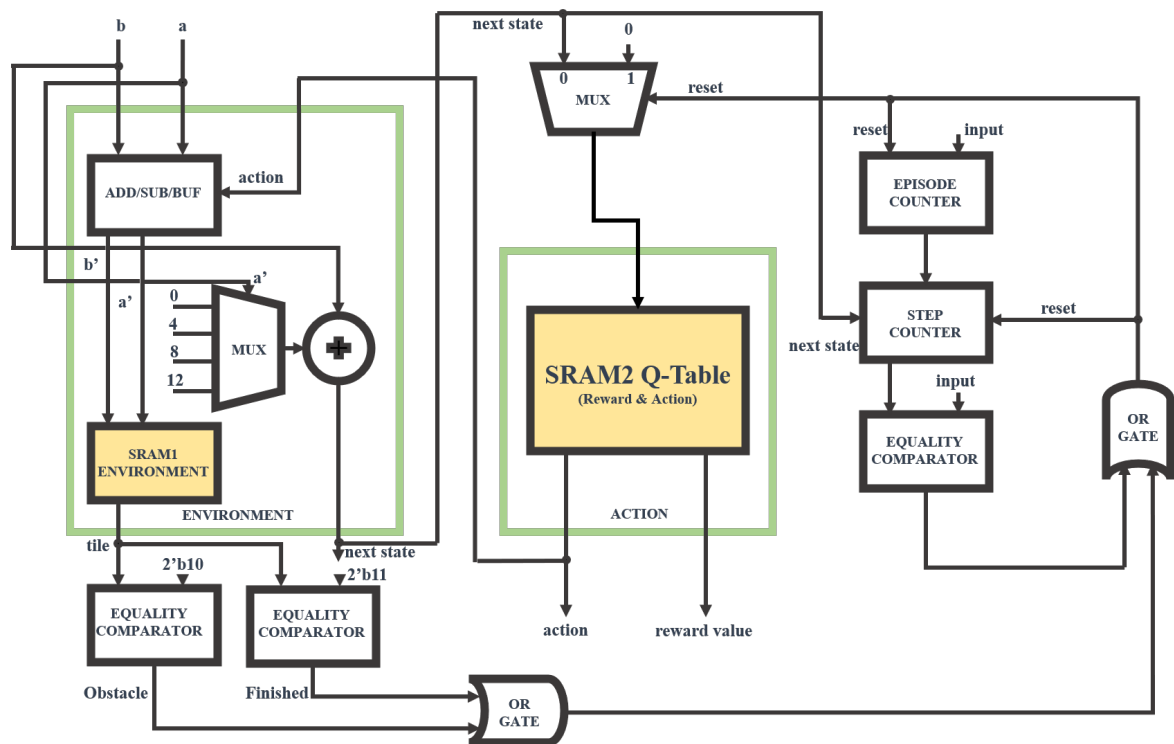 b
a
next state
0
0
1
MUX
reset
reset
input
action
ADD/SUB/BUF
EPISODE
COUNTER
b’
a’
a’
0
4
8
12
MUX
SRAM2 Q-Table
(Reward & Action)
STEP
COUNTER
reset
next state
input
SRAM1
ENVIRONMENT
ENVIRONMENT
EQUALITY
COMPARATOR
OR
GATE
ACTION
tile
next state
2’b10
2’b11
EQUALITY
COMPARATOR
EQUALITY
COMPARATOR
action
reward value
Obstacle
Finished
OR
GATE